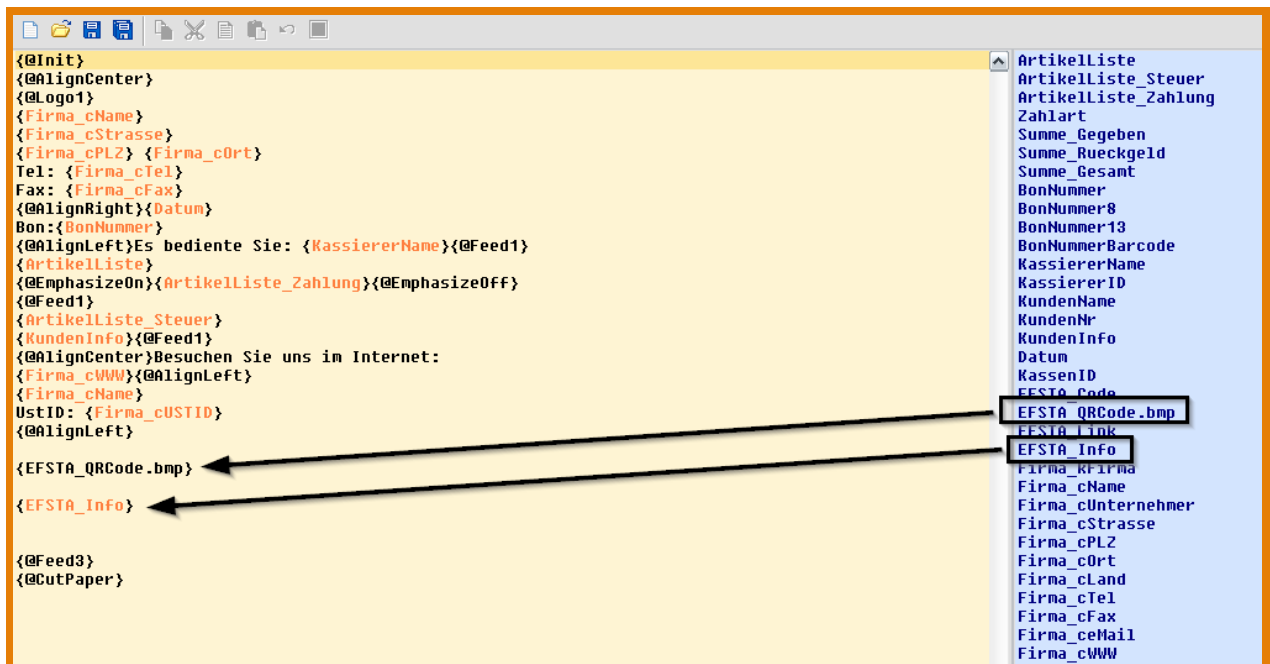 {@Init}
{@AlignCenter}
{@Logo1}
{Firma_cName}
{Firma_cStrasse}
{Firma_cPLZ} {Firma_cOrt}
Tel: {Firma_cTel}
Fax: {Firma_cFax}
{@AlignRight}{Datum}
Bon:{BonNummer}
{@AlignLeft}Es bediente Sie: {KassiererName}{@Feed1}
{ArtikelListe}
{@EmphasizeOn}{ArtikelListe_Zahlung}{@EmphasizeOff}
{@Feed1}
{ArtikelListe_Steuer}
{KundenInfo}{@Feed1}
{@AlignCenter}Besuchen Sie uns im Internet:
{Firma_cWWW}{@AlignLeft}
{Firma_cName}
UstID: {Firma_cUSTID}
{@AlignLeft}
{EFSTA_QRCode.bmp}
{EFSTA_Info}
{@Feed3}
{@CutPaper}
ArtikelListe
ArtikelListe_Steuer
ArtikelListe_Zahlung
Zahlart
Summe_Gegeben
Summe_Rueckgeld
Summe_Gesamt
BonNummer
BonNummer8
BonNummer13
BonNummerBarcode
KassiererName
KassiererID
KundenName
KundenNr
KundenInfo
Datum
KassenID
EFSTA_Code
EFSTA_QRCode.bmp
EFSTA_Link
EFSTA_Info
Firma_kFirma
Firma_cName
Firma_cUnternehmer
Firma_cStrasse
Firma_cPLZ
Firma_cOrt
Firma_cLand
Firma_cTel
Firma_cFax
Firma_ceMail
Firma_cWWW